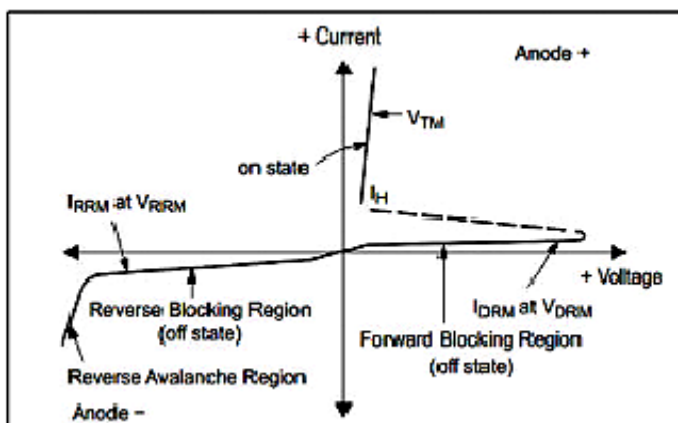 + Current
Anode +
VTM
on state
IH
IRRM at VRRM
+ Voltage
Reverse Blocking Region
(off state)
IDRM at VDRM
Forward Blocking Region
(off state)
Reverse Avalanche Region
Anode –